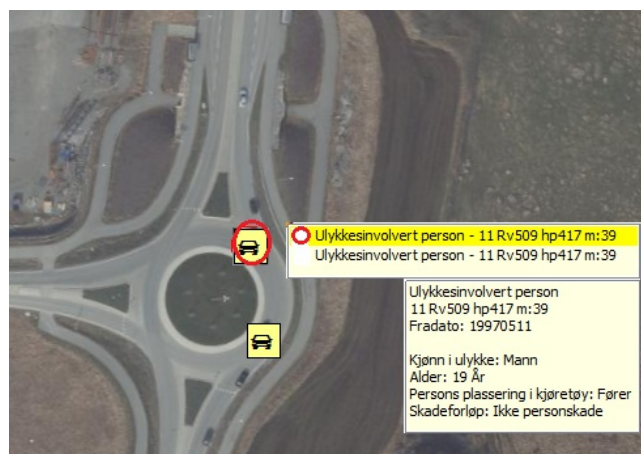 Ulykkesinvolvert person - 11 Rv509 hp417 m:39
Ulykkesinvolvert person - 11 Rv509 hp417 m:39
Ulykkesinvolvert person
11 Rv509 hp417 m:39
Fradato: 19970511
Kjønn i ulykke: Mann
Alder: 19 År
Persons plassering i kjøretøy: Fører
Skadeforløp: Ikke personskade